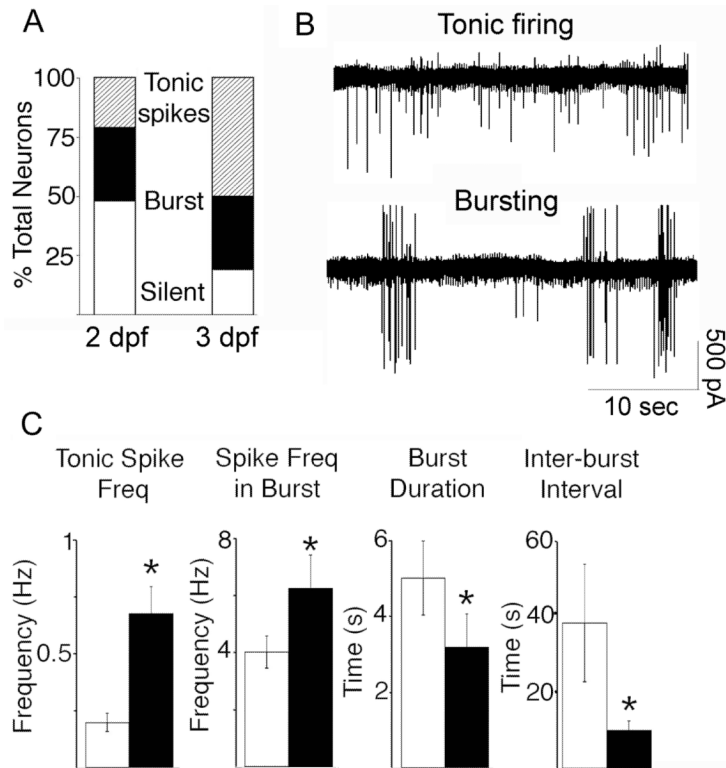 A
% Total Neurons
100
75
50
25
Tonic
spikes
Burst
Silent
2 dpf
3 dpf
B
Tonic firing
Bursting
500 pA
10 sec
C
Tonic Spike
Freq
Frequency (Hz)
1
0.5
*
Spike Freq
in Burst
Frequency (Hz)
8
4
*
Burst
Duration
Time (s)
6
4
2
*
Inter-burst
Interval
Time (s)
60
40
20
*